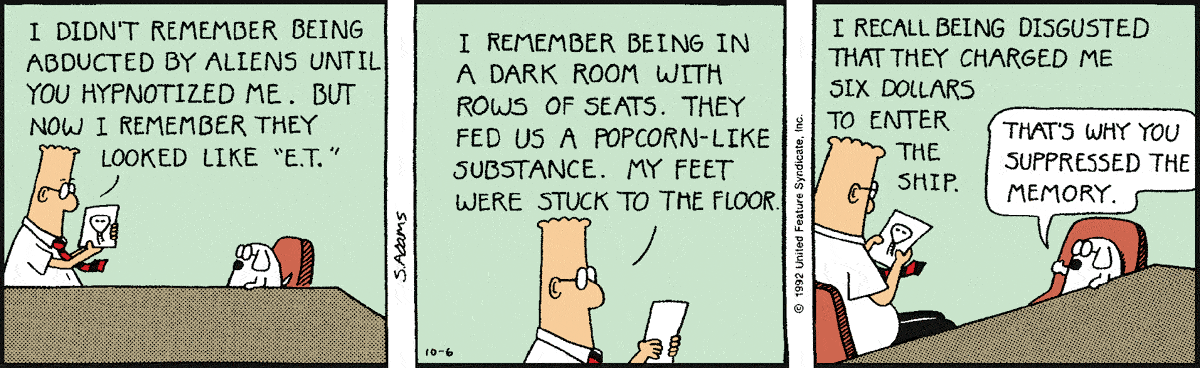 I DIDN'T REMEMBER BEING
ABDUCTED BY ALIENS UNTIL
YOU HYPNOTIZED ME. BUT
NOW I REMEMBER THEY
LOOKED LIKE "E.T."
S.Adams
I REMEMBER BEING IN
A DARK ROOM WITH
ROWS OF SEATS. THEY
FED US A POPCORN-LIKE
SUBSTANCE. MY FEET
WERE STUCK TO THE FLOOR.
10-6
© 1992 United Feature Syndicate, Inc.
I RECALL BEING DISGUSTED
THAT THEY CHARGED ME
SIX DOLLARS
TO ENTER
THE
SHIP.
THAT'S WHY YOU
SUPPRESSED THE
MEMORY.